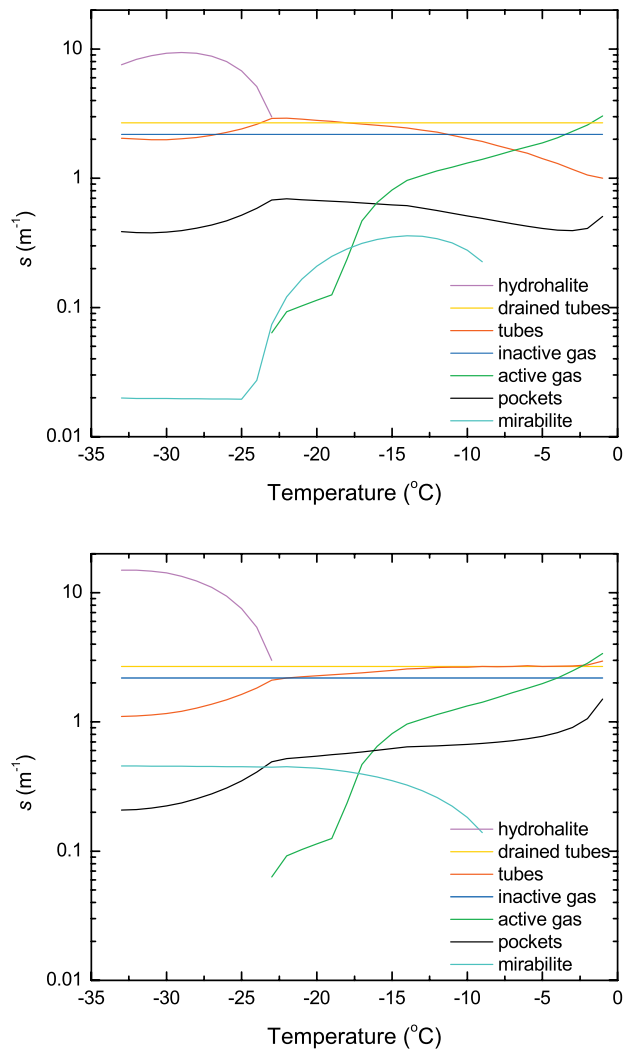 10
1
0.1
0.01
s (m⁻¹)
hydrohalite
drained tubes
tubes
inactive gas
active gas
pockets
mirabilite
-35 -30 -25 -20 -15 -10 -5 0
Temperature (°C)
10
1
0.1
0.01
s (m⁻¹)
hydrohalite
drained tubes
tubes
inactive gas
active gas
pockets
mirabilite
-35 -30 -25 -20 -15 -10 -5 0
Temperature (°C)